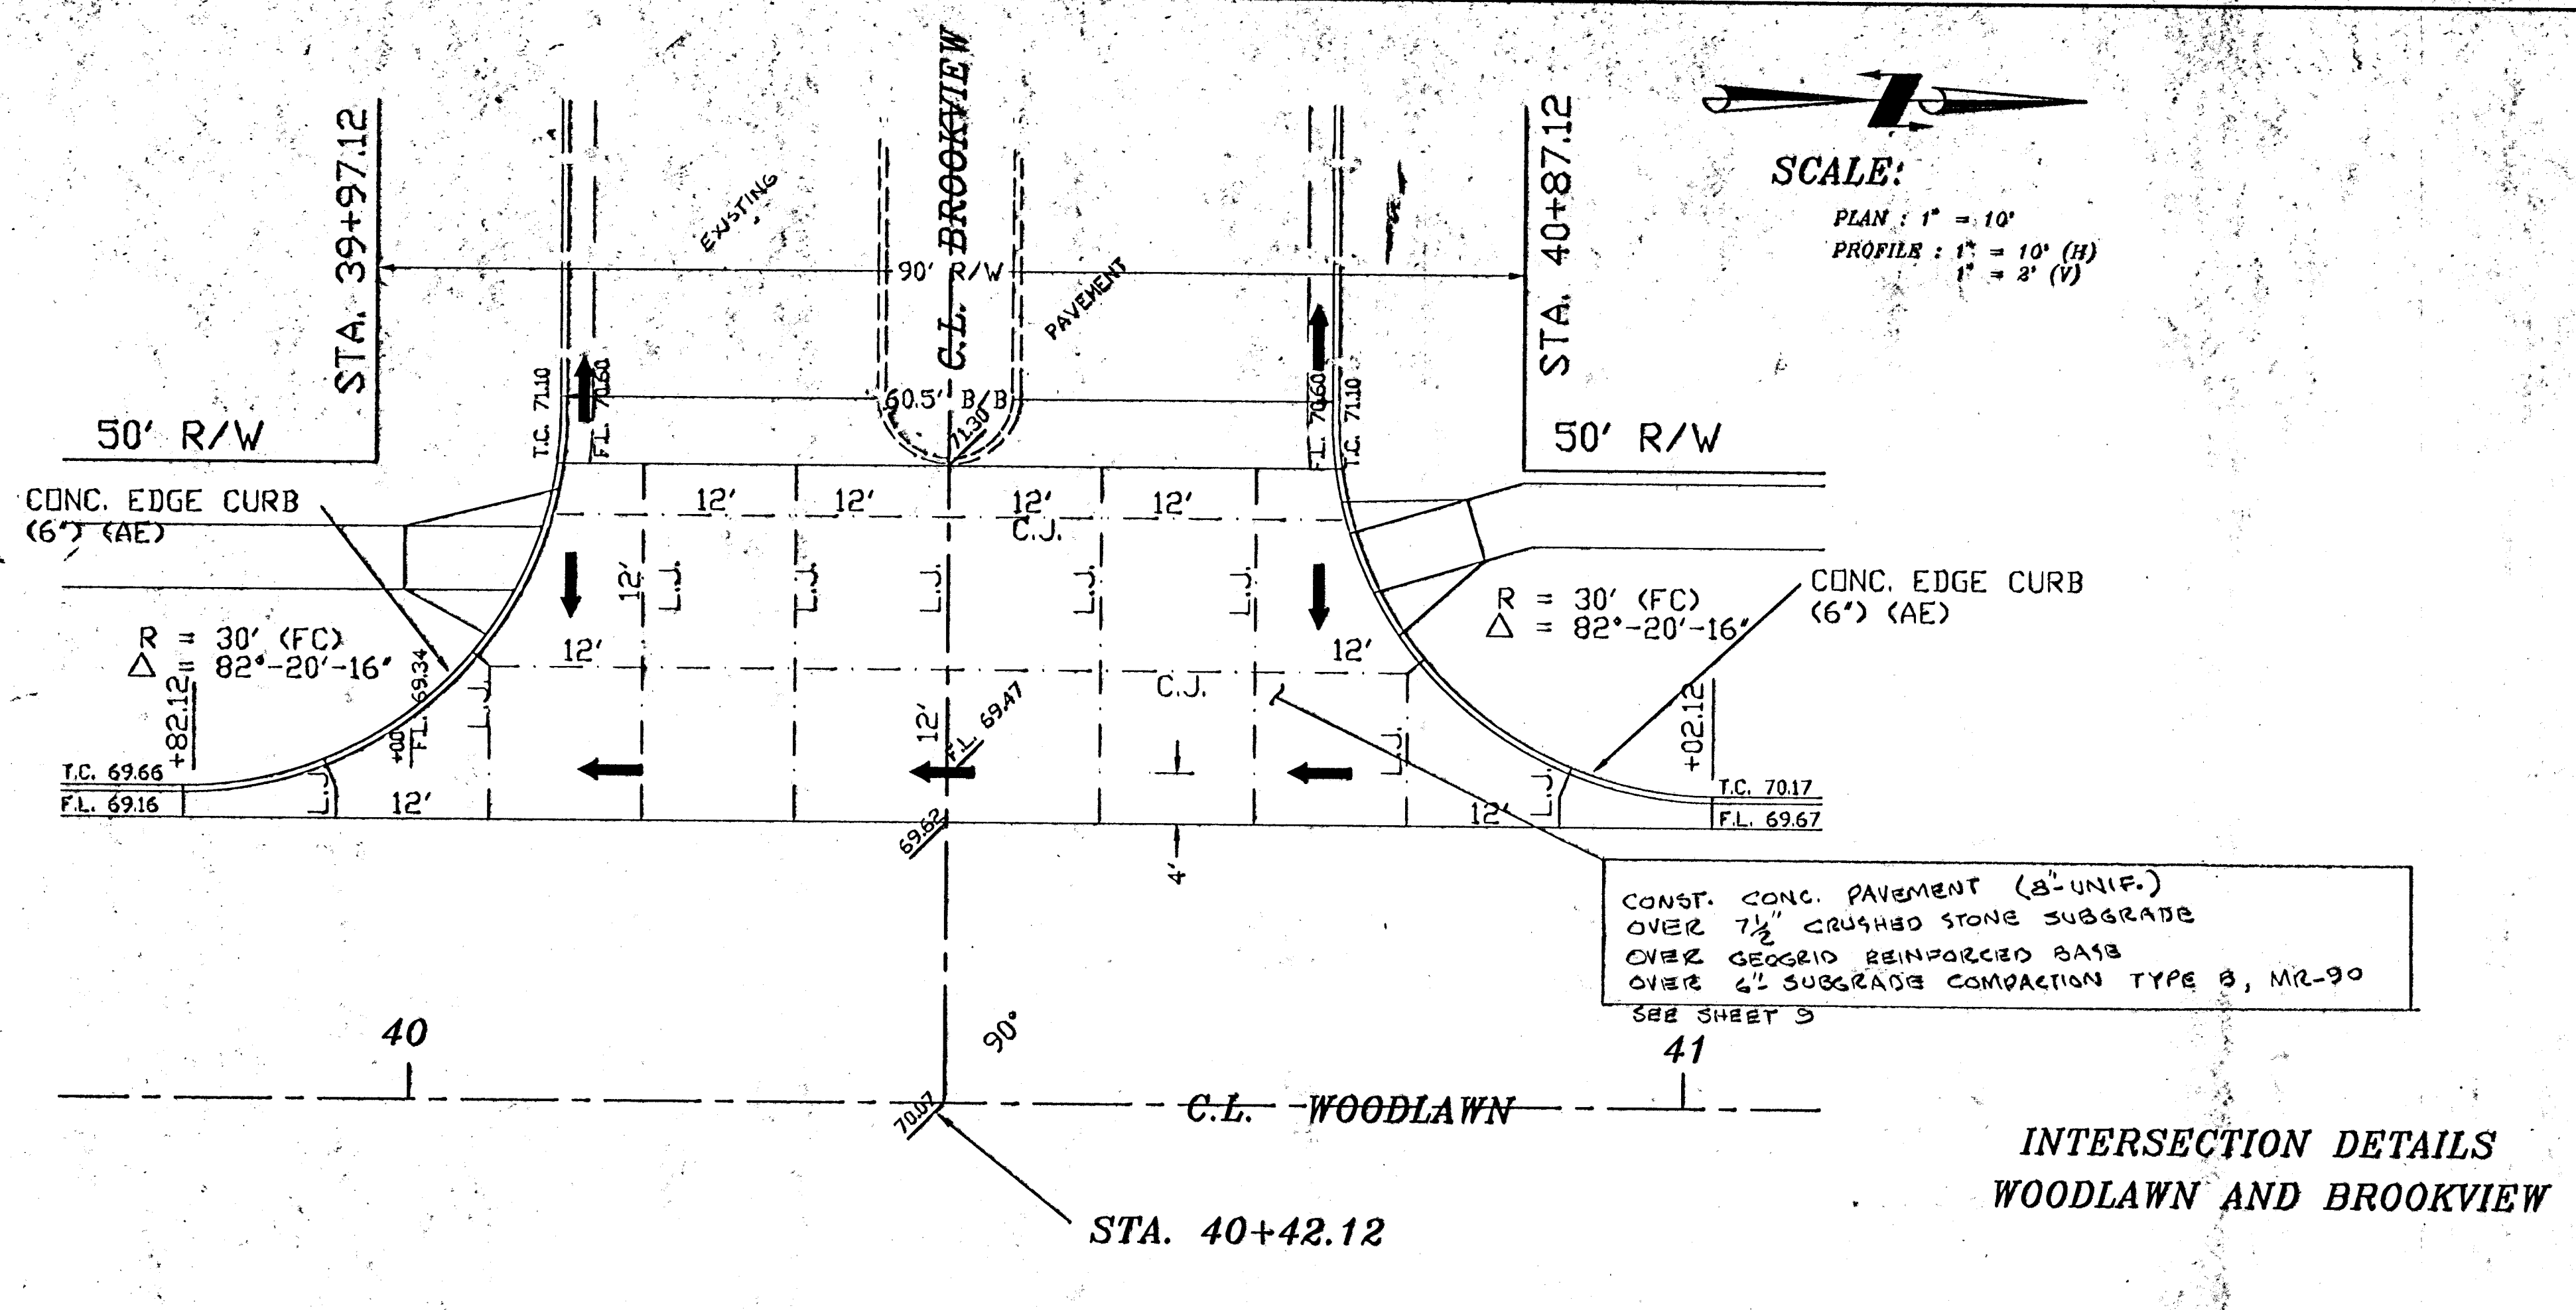 C.L. BROOKVIEW
STA. 39+97.12
STA. 40+87.12
SCALE:
PLAN : 1" = 10'
PROFILE : 1" = 10' (H)
1" = 2' (V)
EXISTING
PAVEMENT
90' R/W
60.5' B/B
71.30
T.C. 71.10
F.L. 70.60
F.L. 70.60
T.C. 71.10
50' R/W
50' R/W
CONC. EDGE CURB
(6") (AE)
12'
12'
12'
12'
C.J.
12'
L.J.
L.J.
L.J.
L.J.
L.J.
CONC. EDGE CURB
(6") (AE)
R = 30' (FC)
Δ = 82°-20'-16"
R = 30' (FC)
Δ = 82°-20'-16"
12'
12'
C.J.
+82.12
+00
F.L. 69.34
L.J.
12'
F.L. 69.47
L.J.
+02.12
T.C. 69.66
F.L. 69.16
L.J.
12'
69.62
4'
12'
L.J.
T.C. 70.17
F.L. 69.67
CONST. CONC. PAVEMENT (8"-UNIF.)
OVER 7½" CRUSHED STONE SUBGRADE
OVER GEOGRID REINFORCED BASE
OVER 6" SUBGRADE COMPACTION TYPE B, MR-90
SEE SHEET 9
40
90°
41
70.07
C.L. WOODLAWN
STA. 40+42.12
INTERSECTION DETAILS
WOODLAWN AND BROOKVIEW